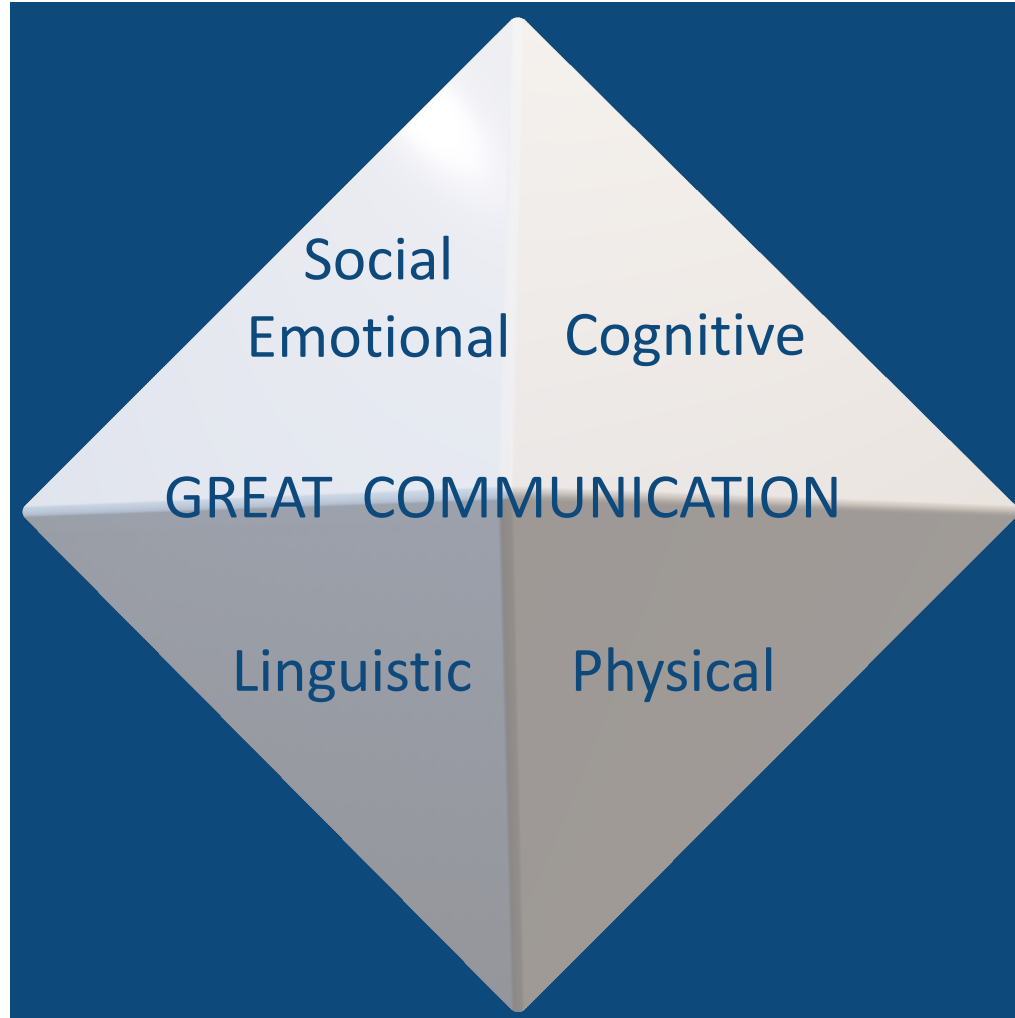 Social
Emotional
Cognitive
GREAT COMMUNICATION
Linguistic
Physical